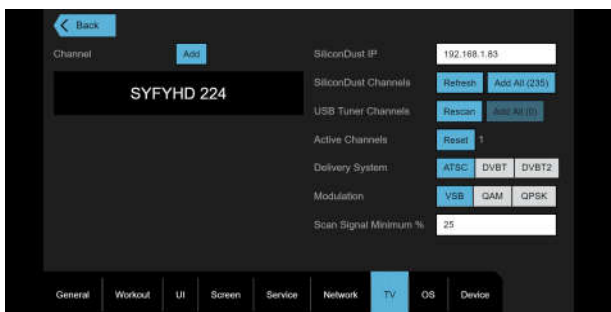 Back
Channel Add
SYFYHD 224
SiliconDust IP 192.168.1.83
SiliconDust Channels Refresh Add All (235)
USB Tuner Channels Rescan Add All (0)
Active Channels Reset 1
Delivery System ATSC DVBT DVBT2
Modulation VSB QAM QPSK
Scan Signal Minimum % 25
General Workout UI Screen Service Network TV OS Device